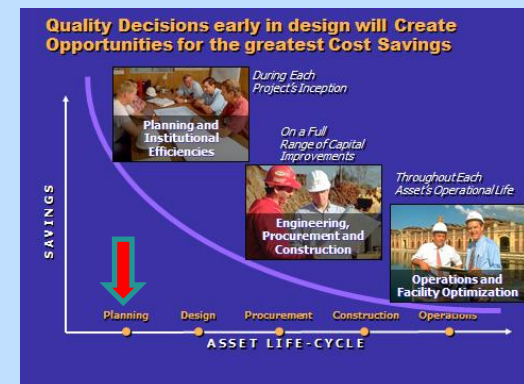 Quality Decisions early in design will Create
Opportunities for the greatest Cost Savings
During Each
Project's Inception
Planning and
Institutional
Efficiencies
On a Full
Range of Capital
Improvements
Engineering,
Procurement and
Construction
Throughout Each
Asset's Operational Life
Operations and
Facility Optimization
SAVINGS
Planning Design Procurement Construction Operations
ASSET LIFE-CYCLE